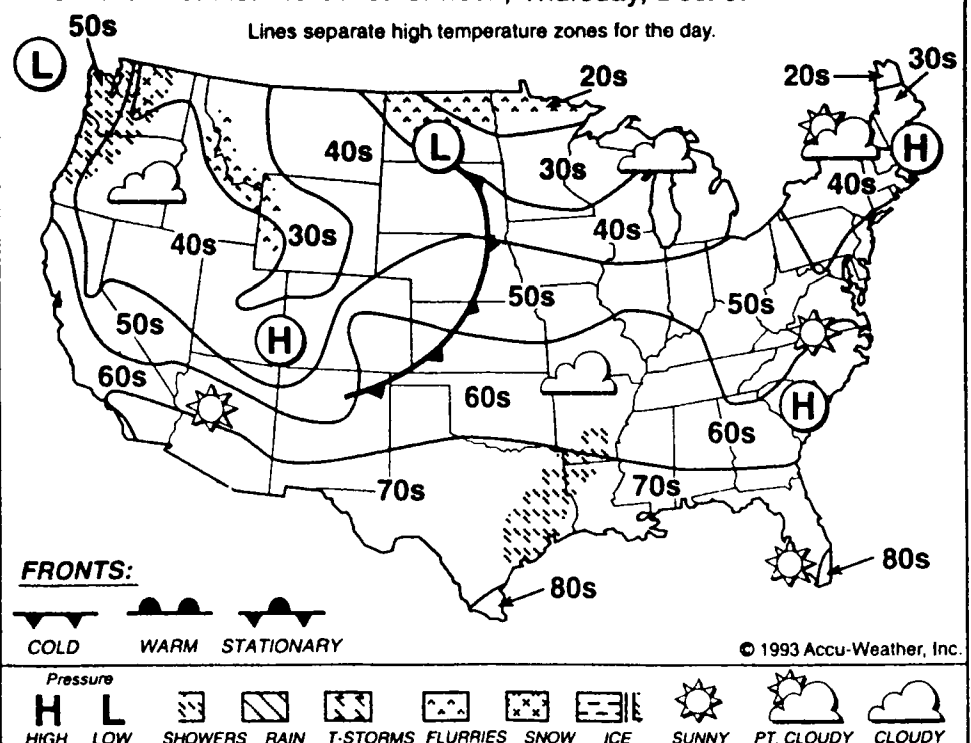 Lines separate high temperature zones for the day.
50s
L
20s
20s
30s
H
L
40s
30s
40s
40s
30s
40s
50s
50s
50s
H
60s
60s
H
60s
70s
70s
80s
80s
FRONTS:
COLD WARM STATIONARY
© 1993 Accu-Weather, Inc.
Pressure
H L
HIGH LOW SHOWERS RAIN T-STORMS FLURRIES SNOW ICE SUNNY PT. CLOUDY CLOUDY